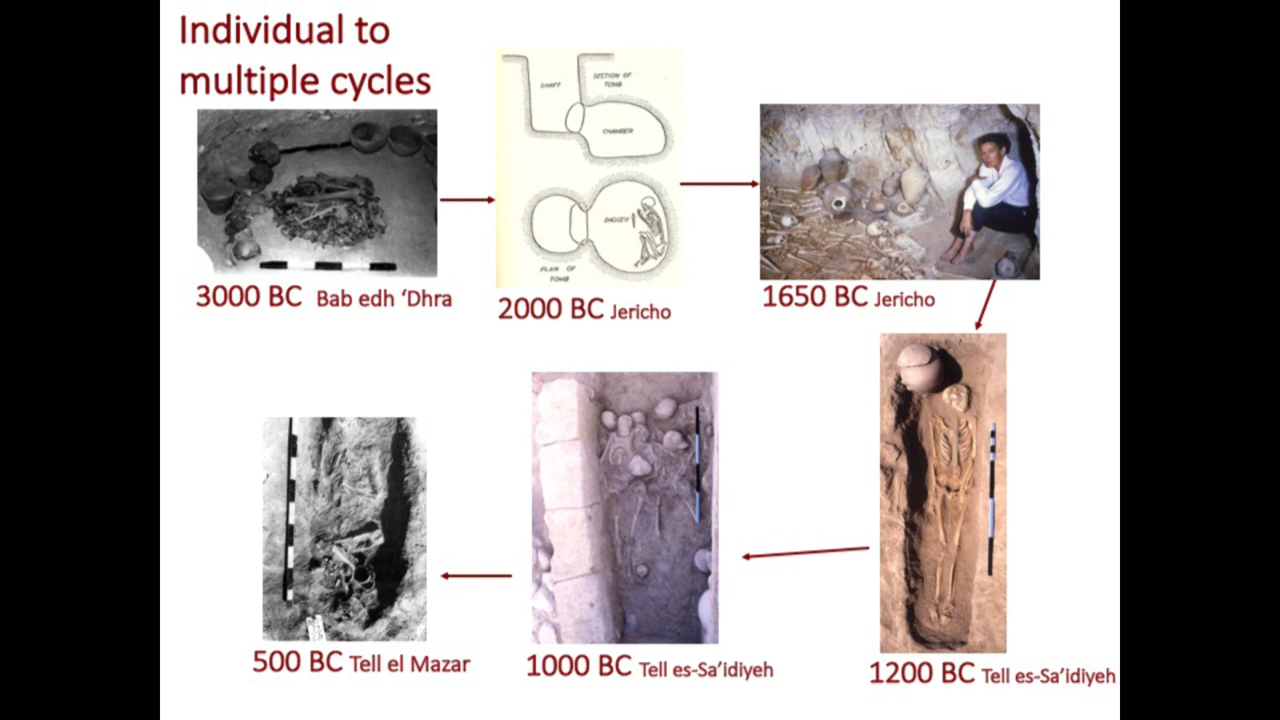 Individual to
multiple cycles
SHAFT
SECTION OF
TOMB
CHAMBER
DAGGER
PLAN OF
TOMB
3000 BC Bab edh ‘Dhra
2000 BC Jericho
1650 BC Jericho
500 BC Tell el Mazar
1000 BC Tell es-Sa’idiyeh
1200 BC Tell es-Sa’idiyeh